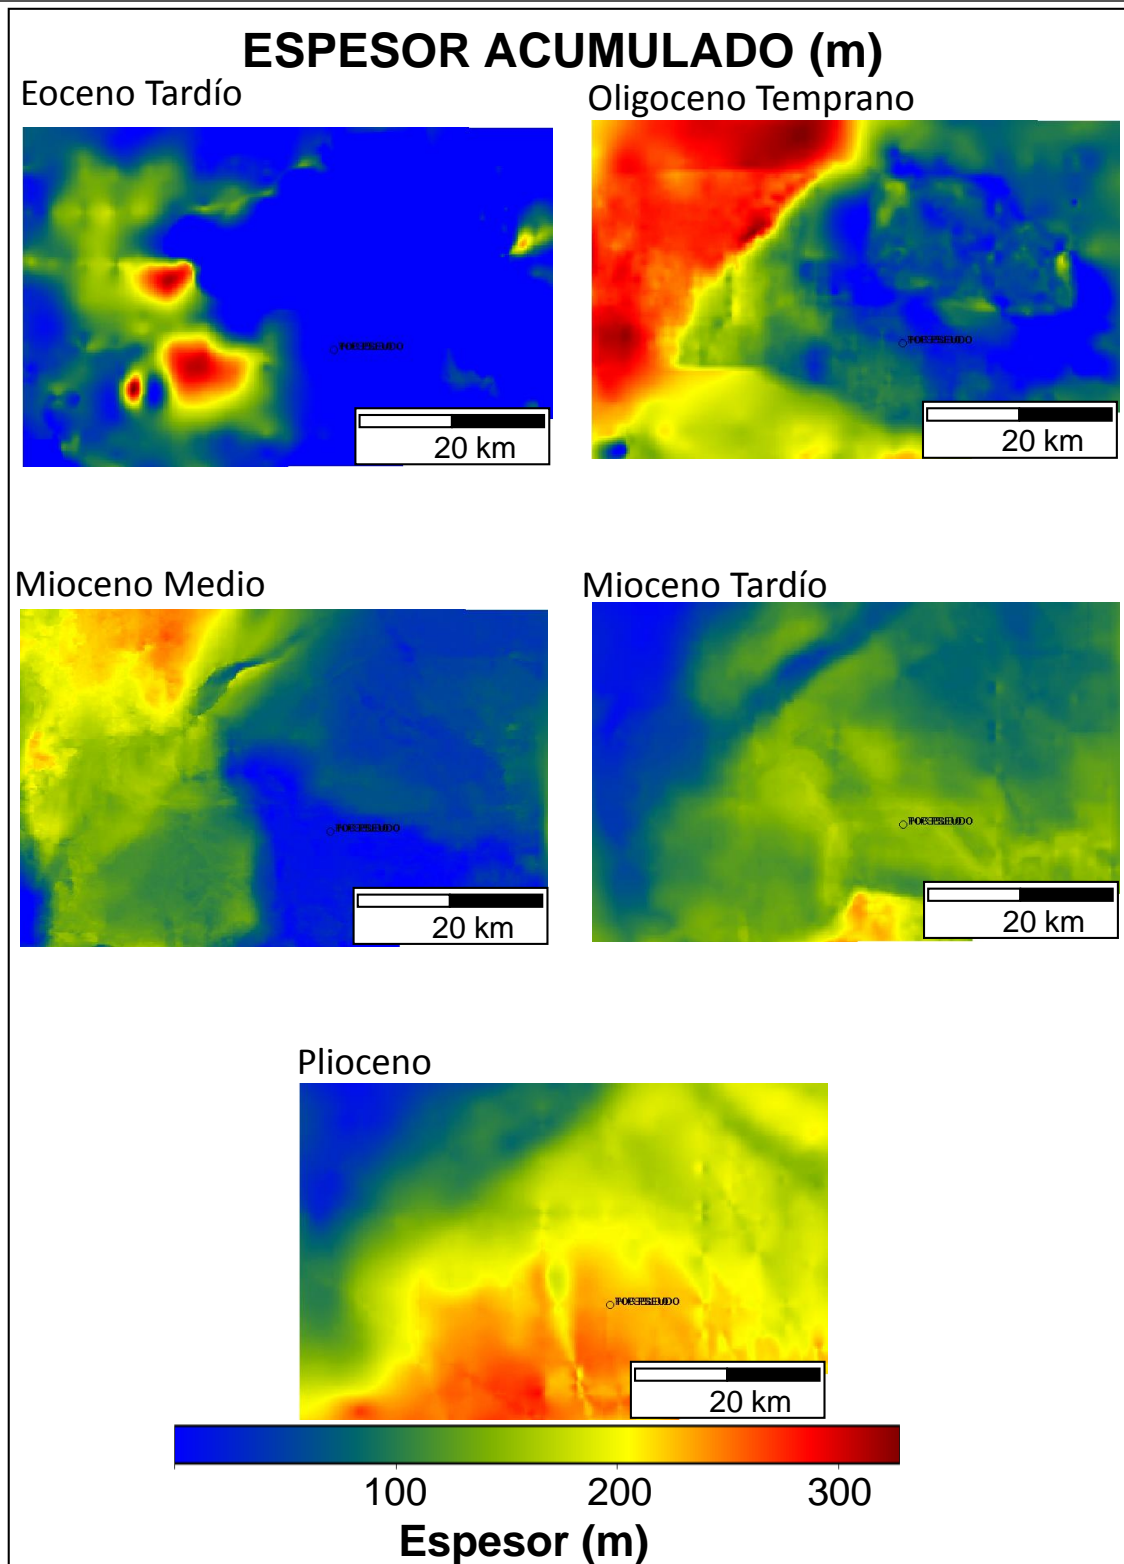 ESPESOR ACUMULADO (m)
Eoceno Tardío
Oligoceno Temprano
20 km
20 km
Mioceno Medio
Mioceno Tardío
20 km
20 km
Plioceno
20 km
100 200 300
Espesor (m)